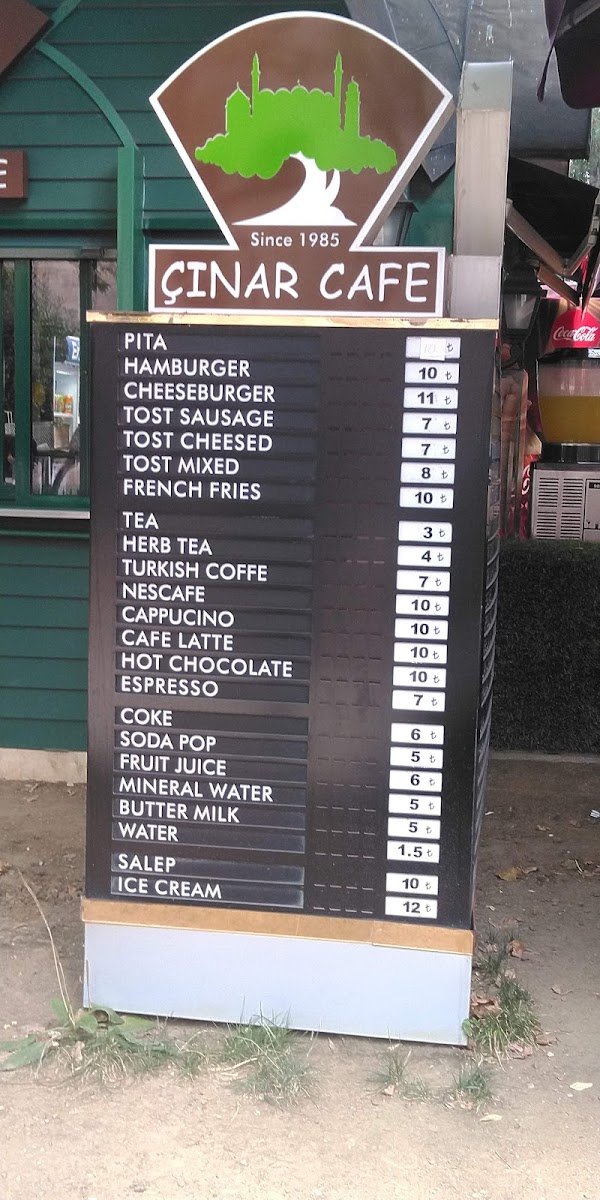 Since 1985
ÇINAR CAFE
PITA ₺
HAMBURGER 10 ₺
CHEESEBURGER 11 ₺
TOST SAUSAGE 7 ₺
TOST CHEESED 7 ₺
TOST MIXED 8 ₺
FRENCH FRIES 10 ₺
TEA 3 ₺
HERB TEA 4 ₺
TURKISH COFFE 7 ₺
NESCAFE 10 ₺
CAPPUCINO 10 ₺
CAFE LATTE 10 ₺
HOT CHOCOLATE 10 ₺
ESPRESSO 7 ₺
COKE 6 ₺
SODA POP 5 ₺
FRUIT JUICE 6 ₺
MINERAL WATER 5 ₺
BUTTER MILK 5 ₺
WATER 1.5 ₺
SALEP 10 ₺
ICE CREAM 12 ₺
Coca-Cola